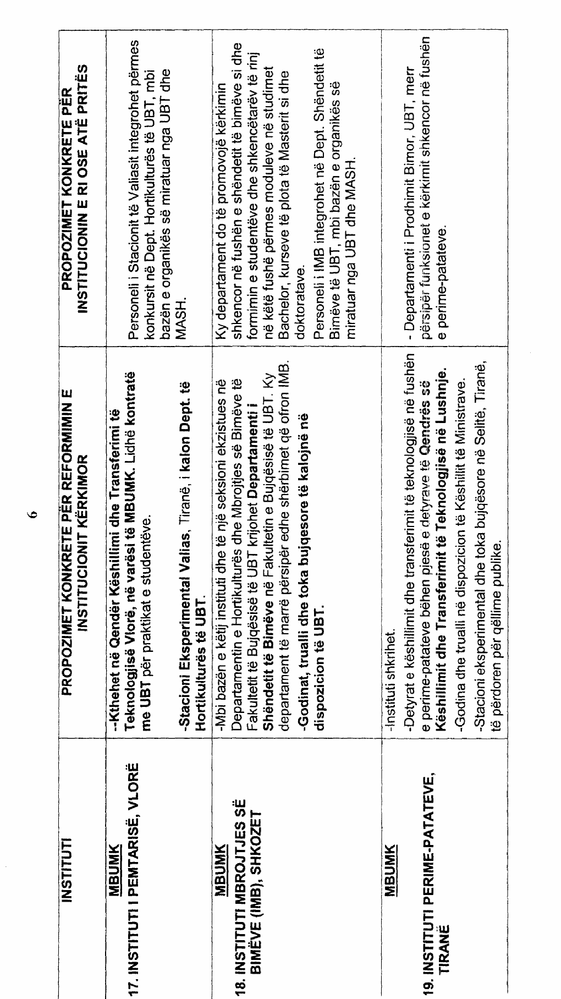 6
INSTITUTI
PROPOZIMET KONKRETE PËR REFORMIMIN E
INSTITUCIONIT KËRKIMOR
PROPOZIMET KONKRETE PËR
INSTITUCIONIN E RI OSE ATË PRITËS
MBUMK
17. INSTITUTI I PEMTARISË, VLORË
--Kthehet në Qendër Këshillimi dhe Transferimi të
Teknologjisë Vlorë, në varësi të MBUMK. Lidhë kontratë
me UBT për praktikat e studentëve.
-Stacioni Eksperimental Valias, Tiranë, i kalon Dept. të
Hortikulturës të UBT.
Personeli i Stacionit të Valiasit integrohet përmes
konkursit në Dept. Hortikulturës të UBT, mbi
bazën e organikës së miratuar nga UBT dhe
MASH.
MBUMK
18. INSTITUTI MBROJTJES SË
BIMËVE (IMB), SHKOZET
-Mbi bazën e këtij instituti dhe të një seksioni ekzistues në
Departamentin e Hortikulturës dhe Mbrojtjes së Bimëve të
Fakultetit të Bujqësisë të UBT krijohet Departamenti i
Shëndetit të Bimëve në Fakultetin e Bujqësisë të UBT. Ky
departament të marrë përsipër edhe shërbimet që ofron IMB.
-Godinat, trualli dhe toka bujqesore të kalojnë në
dispozicion të UBT.
Ky departament do të promovojë kërkimin
shkencor në fushën e shëndetit të bimëve si dhe
formimin e studentëve dhe shkencëtarëv të rinj
në këtë fushë përmes moduleve në studimet
Bachelor, kurseve të plota të Masterit si dhe
doktoratave.
Personeli i IMB integrohet në Dept. Shëndetit të
Bimëve të UBT, mbi bazën e organikës së
miratuar nga UBT dhe MASH.
MBUMK
19. INSTITUTI PERIME-PATATEVE,
TIRANË
-Instituti shkrihet.
-Detyrat e këshillimit dhe transferimit të teknologjisë në fushën
e perime-patateve bëhen pjesë e detyrave të Qendrës së
Këshillimit dhe Transferimit të Teknologjisë në Lushnje.
-Godina dhe trualli në dispozicion të Këshillit të Ministrave.
-Stacioni eksperimental dhe toka bujqësore në Selitë, Tiranë,
të përdoren për qëllime publike.
- Departamenti i Prodhimit Bimor, UBT, merr
përsipër funksionet e kërkimit shkencor në fushën
e perime-patateve.